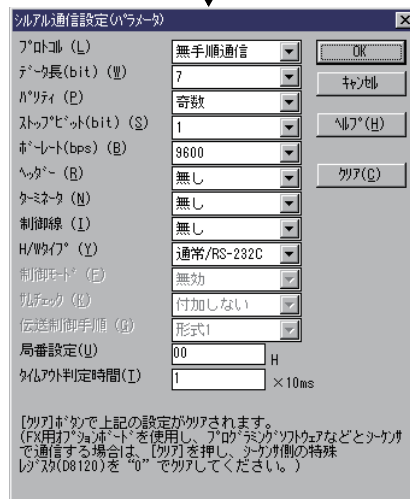 シルアル通信設定(パラメータ)
プロトコル (L) 無手順通信 OK
データ長(bit) (W) 7 キャンセル
パリティ (P) 奇数
ストップビット(bit) (S) 1 ヘルプ(H)
ボーレート(bps) (B) 9600
ヘッダー (R) 無し クリア(C)
ターミネータ (N) 無し
制御線 (I) 無し
H/Wタイプ (Y) 通常/RS-232C
制御モード (F) 無効
サムチェック (K) 付加しない
伝送制御手順 (G) 形式1
局番設定(U) 00 H
タイムアウト判定時間(T) 1 ×10ms
[クリア]ボタンで上記の設定がクリアされます。
(FX用オプションボードを使用し、プログラミングソフトウェアなどとシーケンサ
で通信する場合は、[クリア]を押し、シーケンサ側の特殊
レジスタ(D8120)を "0" でクリアしてください。)